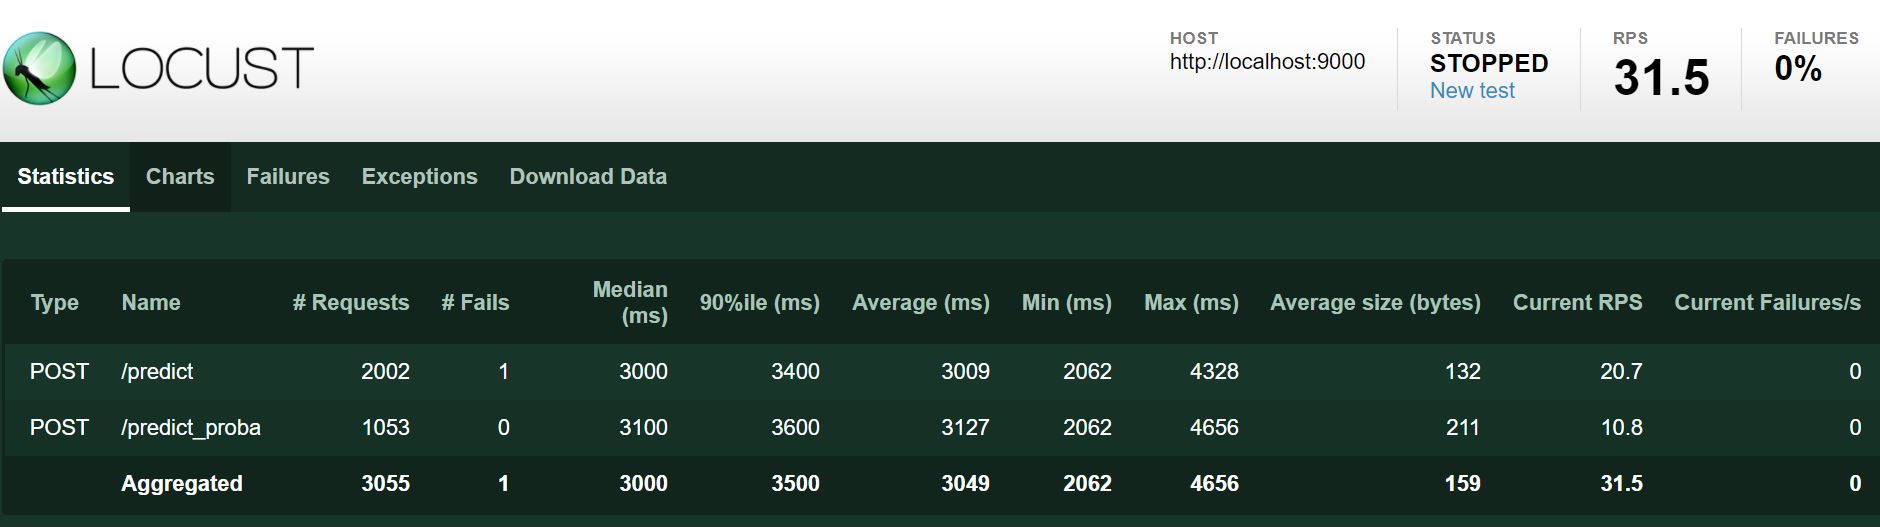 LOCUST
HOST
http://localhost:9000
STATUS
STOPPED
New test
RPS
31.5
FAILURES
0%
Statistics Charts Failures Exceptions Download Data
Type Name # Requests # Fails Median (ms) 90%ile (ms) Average (ms) Min (ms) Max (ms) Average size (bytes) Current RPS Current Failures/s
POST /predict 2002 1 3000 3400 3009 2062 4328 132 20.7 0
POST /predict_proba 1053 0 3100 3600 3127 2062 4656 211 10.8 0
Aggregated 3055 1 3000 3500 3049 2062 4656 159 31.5 0